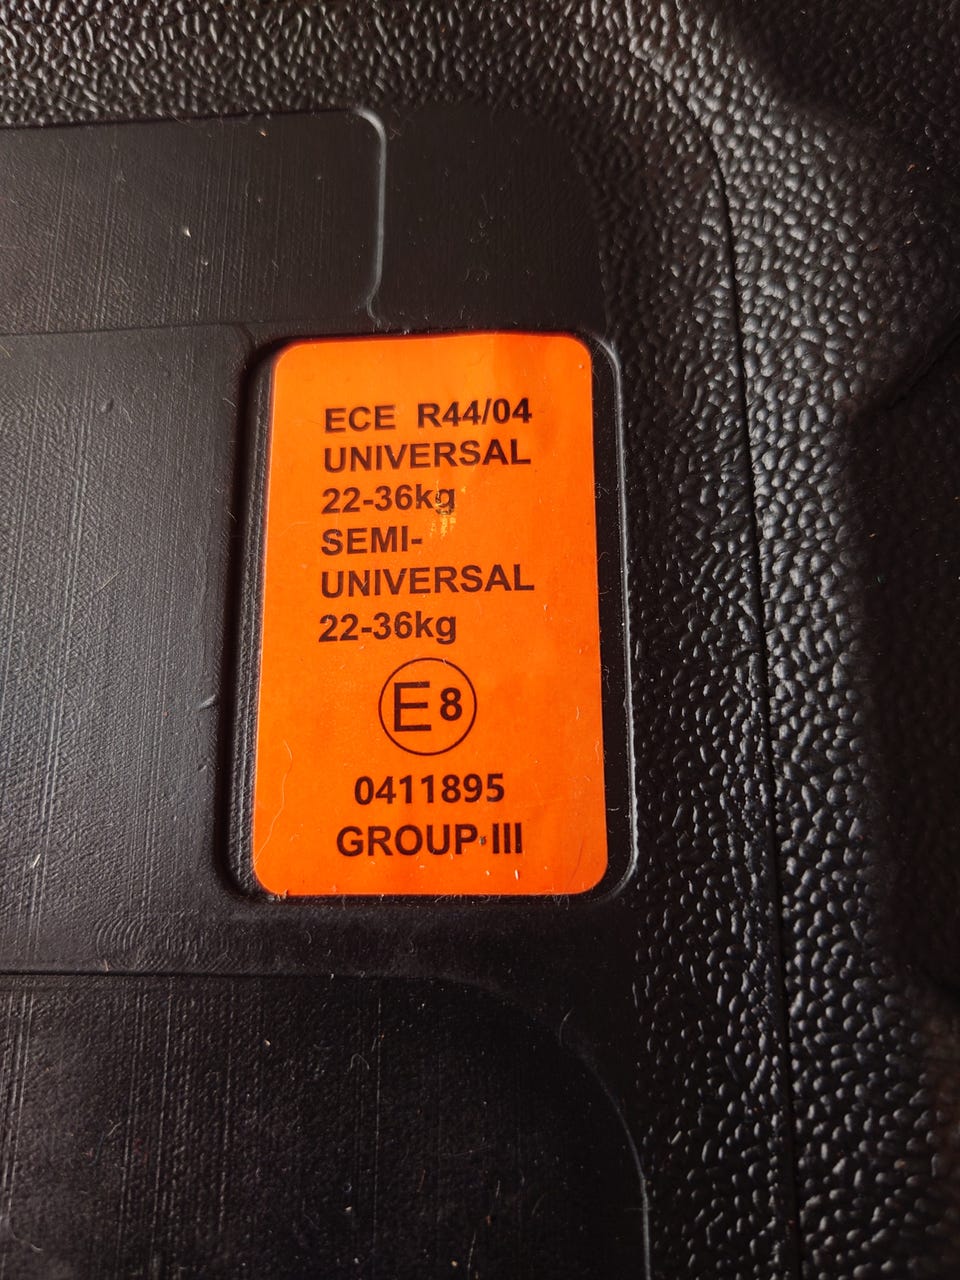 ECE R44/04
UNIVERSAL
22-36kg
SEMI-
UNIVERSAL
22-36kg
E8
0411895
GROUP III